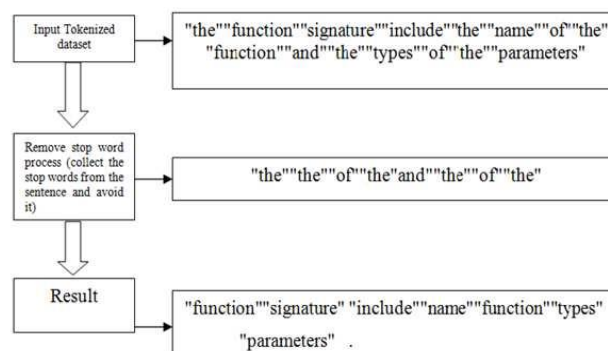 Input Tokenized
dataset
"the""function""signature""include""the""name""of""the"
"function""and""the""types""of""the""parameters"
Remove stop word
process (collect the
stop words from the
sentence and avoid
it)
"the""the""of""the"and""the""of""the"
Result
"function""signature" "include""name""function""types"
"parameters" .